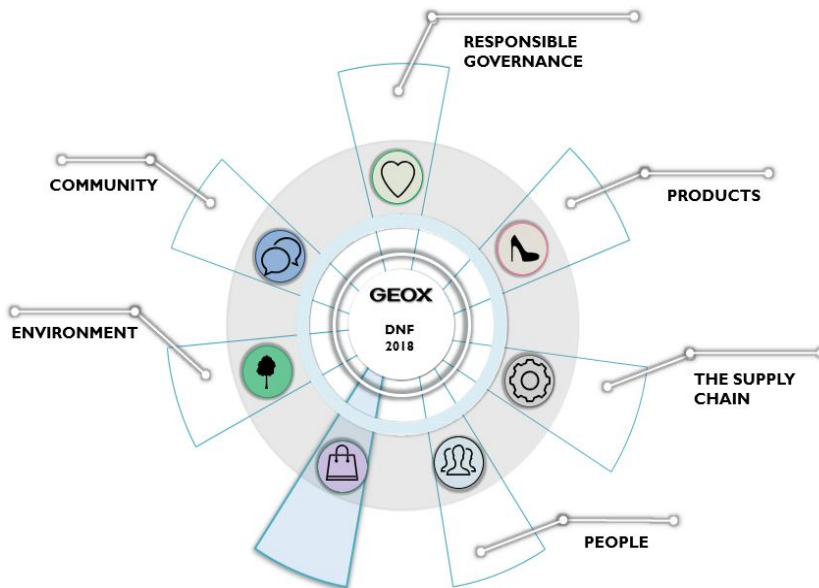 RESPONSIBLE
GOVERNANCE
COMMUNITY
PRODUCTS
GEOX
DNF
2018
ENVIRONMENT
THE SUPPLY
CHAIN
PEOPLE